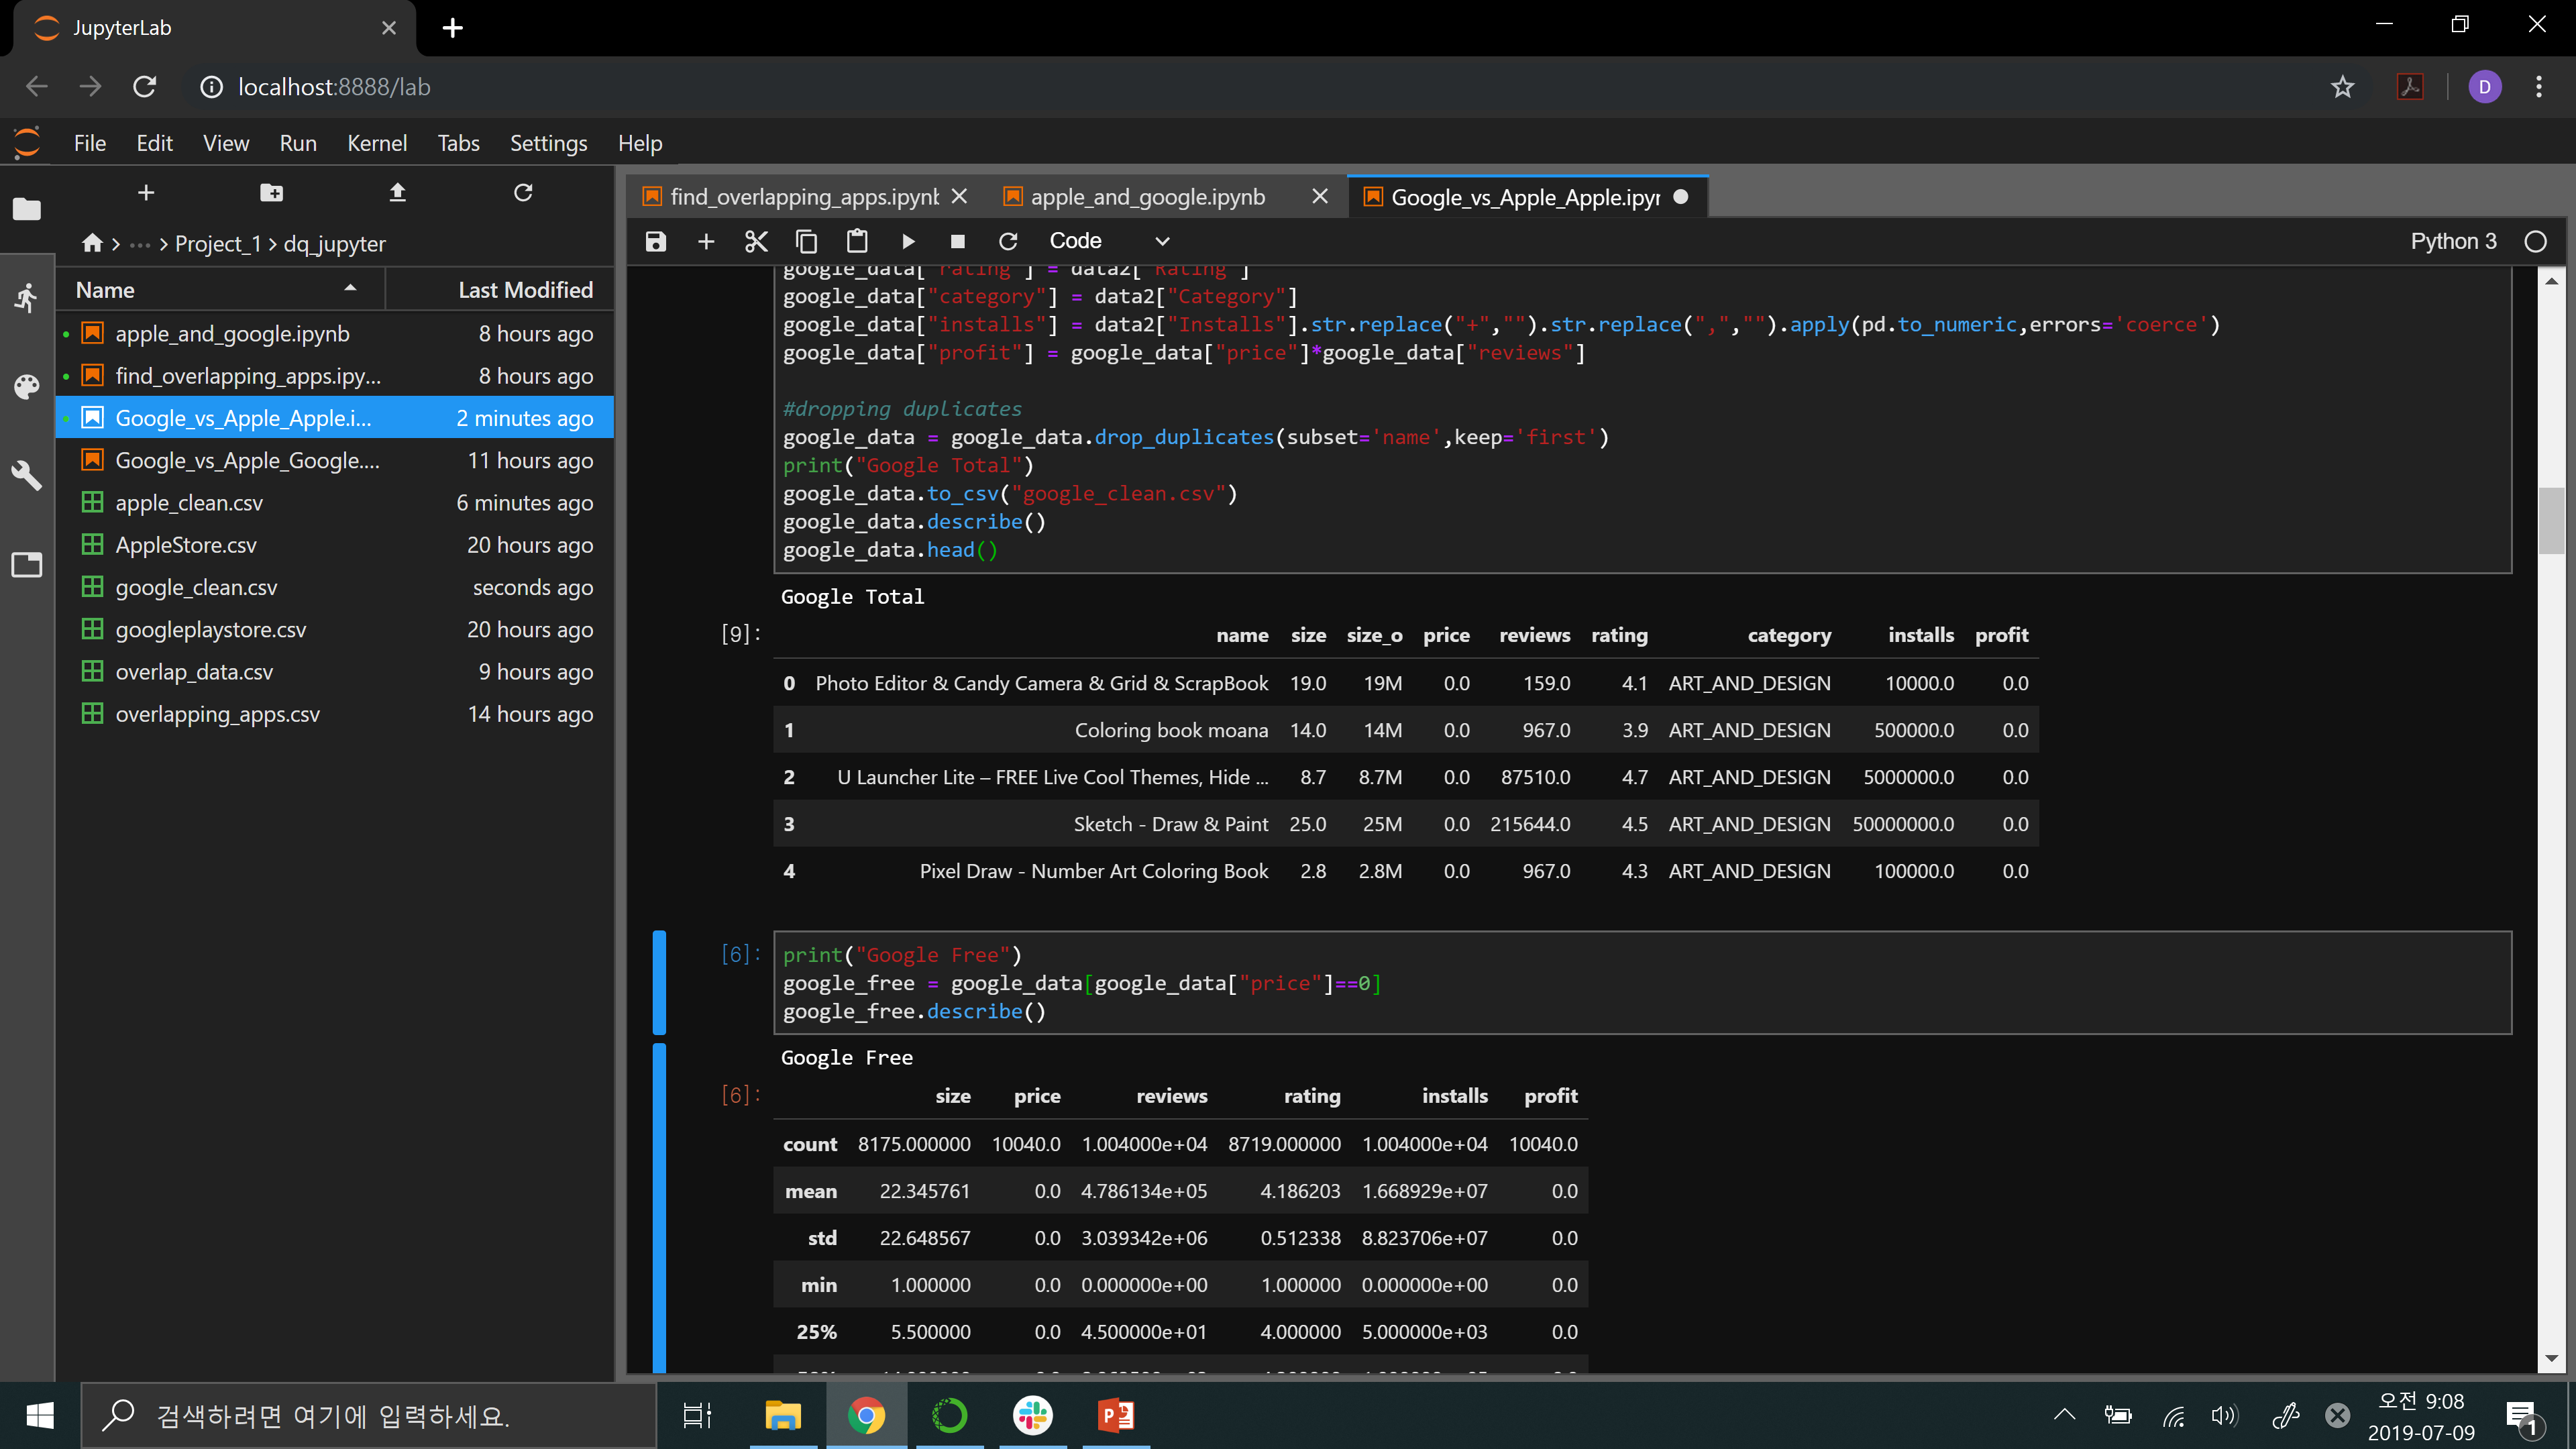 JupyterLab
localhost:8888/lab
D
File Edit View Run Kernel Tabs Settings Help
find_overlapping_apps.ipynb
apple_and_google.ipynb
Google_vs_Apple_Apple.ipyr
… > Project_1 > dq_jupyter
Code
Python 3
Name Last Modified
apple_and_google.ipynb 8 hours ago
find_overlapping_apps.ipy... 8 hours ago
Google_vs_Apple_Apple.i... 2 minutes ago
Google_vs_Apple_Google.... 11 hours ago
apple_clean.csv 6 minutes ago
AppleStore.csv 20 hours ago
google_clean.csv seconds ago
googleplaystore.csv 20 hours ago
overlap_data.csv 9 hours ago
overlapping_apps.csv 14 hours ago
google_data["rating"] = data2["Rating"]
google_data["category"] = data2["Category"]
google_data["installs"] = data2["Installs"].str.replace("+","").str.replace(",","").apply(pd.to_numeric,errors='coerce')
google_data["profit"] = google_data["price"]*google_data["reviews"]
#dropping duplicates
google_data = google_data.drop_duplicates(subset='name',keep='first')
print("Google Total")
google_data.to_csv("google_clean.csv")
google_data.describe()
google_data.head()
Google Total
[9]:
name size size_o price reviews rating category installs profit
0 Photo Editor & Candy Camera & Grid & ScrapBook 19.0 19M 0.0 159.0 4.1 ART_AND_DESIGN 10000.0 0.0
1 Coloring book moana 14.0 14M 0.0 967.0 3.9 ART_AND_DESIGN 500000.0 0.0
2 U Launcher Lite – FREE Live Cool Themes, Hide ... 8.7 8.7M 0.0 87510.0 4.7 ART_AND_DESIGN 5000000.0 0.0
3 Sketch - Draw & Paint 25.0 25M 0.0 215644.0 4.5 ART_AND_DESIGN 50000000.0 0.0
4 Pixel Draw - Number Art Coloring Book 2.8 2.8M 0.0 967.0 4.3 ART_AND_DESIGN 100000.0 0.0
[6]:
print("Google Free")
google_free = google_data[google_data["price"]==0]
google_free.describe()
Google Free
[6]:
size price reviews rating installs profit
count 8175.000000 10040.0 1.004000e+04 8719.000000 1.004000e+04 10040.0
mean 22.345761 0.0 4.786134e+05 4.186203 1.668929e+07 0.0
std 22.648567 0.0 3.039342e+06 0.512338 8.823706e+07 0.0
min 1.000000 0.0 0.000000e+00 1.000000 0.000000e+00 0.0
25% 5.500000 0.0 4.500000e+01 4.000000 5.000000e+03 0.0
검색하려면 여기에 입력하세요.
오전 9:08
2019-07-09
1